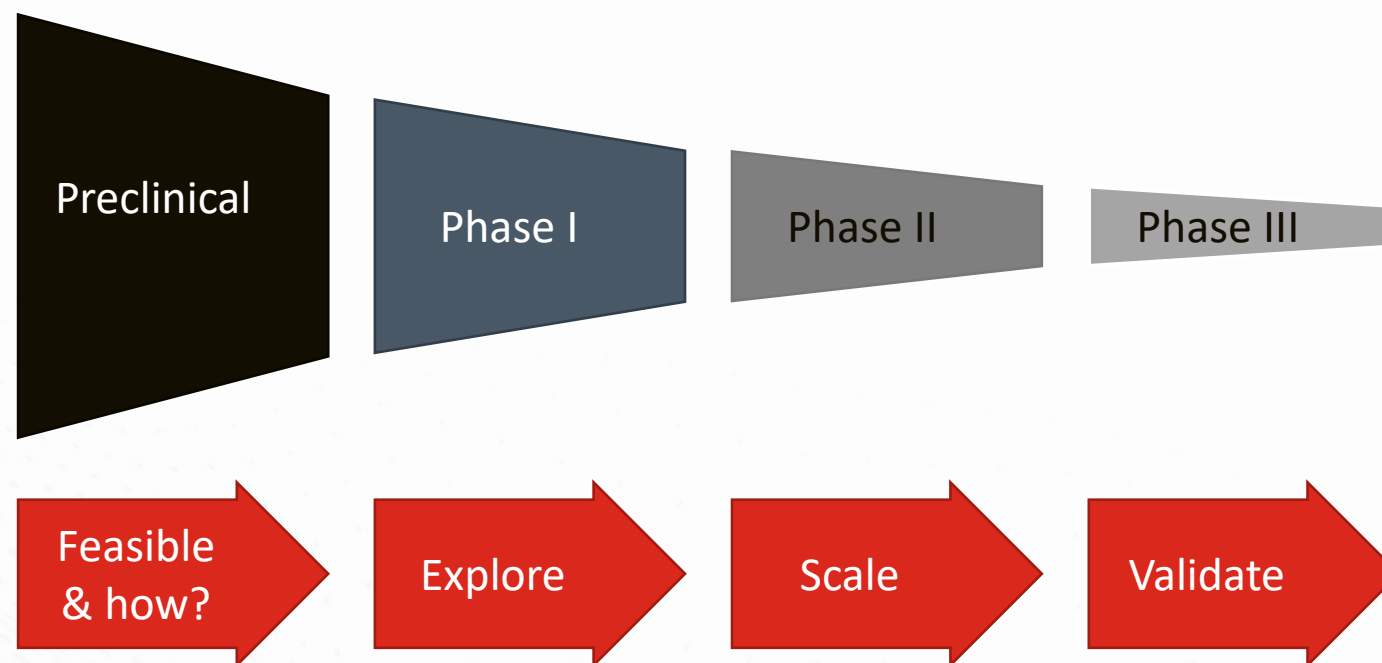 Preclinical
Phase I
Phase II
Phase III
Feasible
& how?
Explore
Scale
Validate